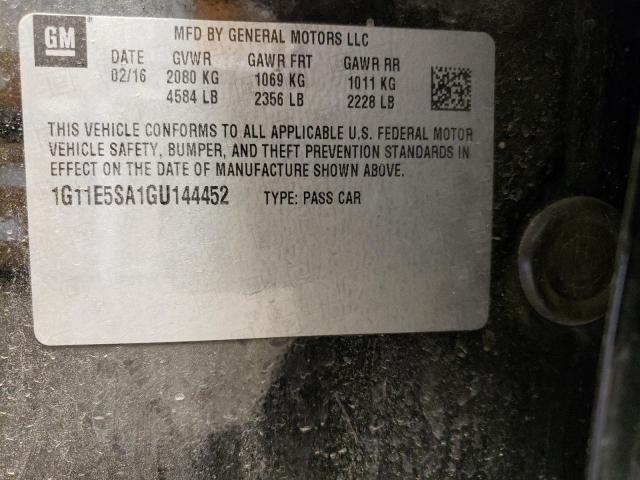 GM
MFD BY GENERAL MOTORS LLC
DATE GVWR GAWR FRT GAWR RR
02/16 2080 KG 1069 KG 1011 KG
4584 LB 2356 LB 2228 LB
THIS VEHICLE CONFORMS TO ALL APPLICABLE U.S. FEDERAL MOTOR
VEHICLE SAFETY, BUMPER, AND THEFT PREVENTION STANDARDS IN
EFFECT ON THE DATE OF MANUFACTURE SHOWN ABOVE.
1G11E5SA1GU144452 TYPE: PASS CAR